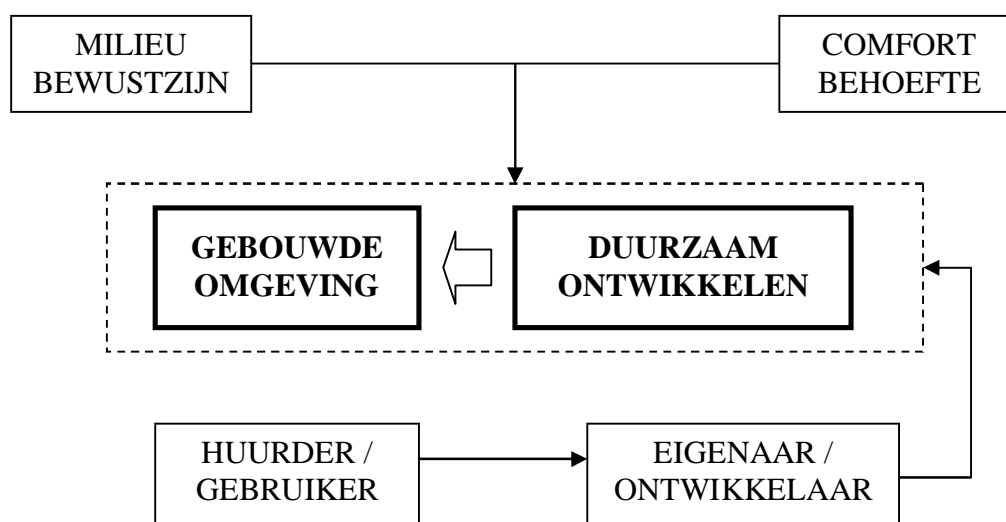 MILIEU
BEWUSTZIJN
COMFORT
BEHOEFTE
GEBOUWDE
OMGEVING
DUURZAAM
ONTWIKKELEN
HUURDER /
GEBRUIKER
EIGENAAR /
ONTWIKKELAAR